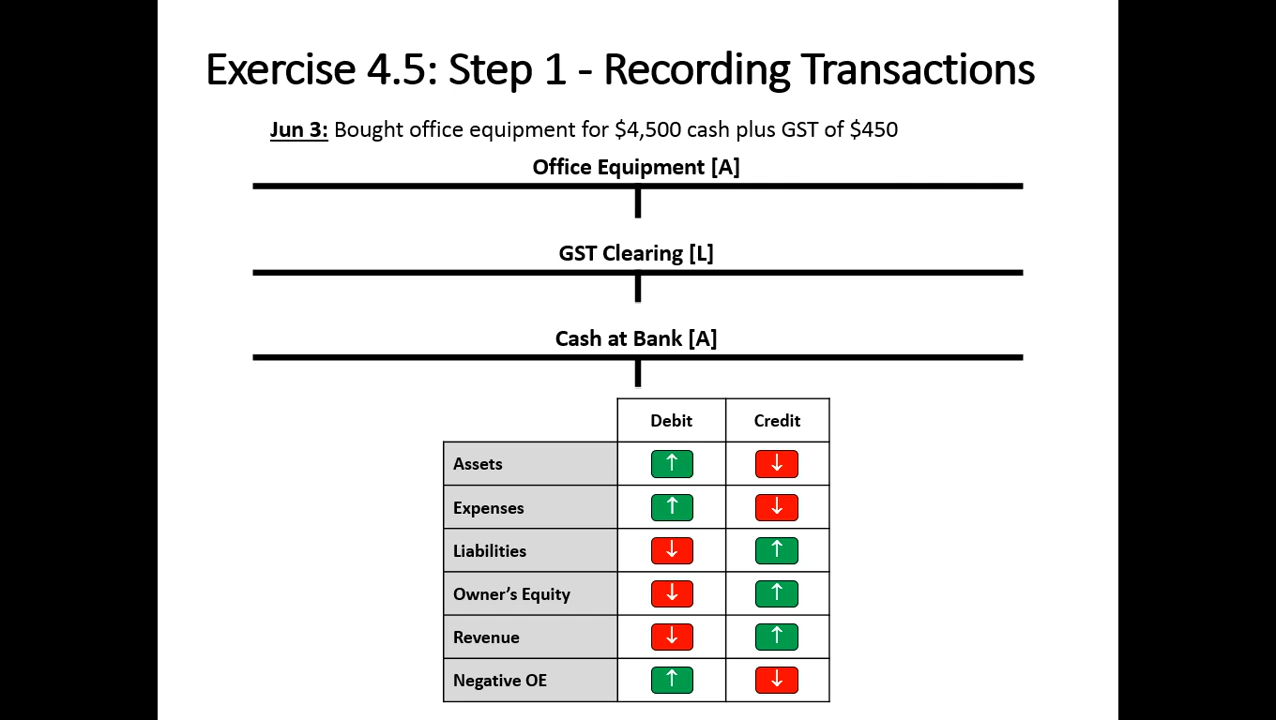 Exercise 4.5: Step 1 - Recording Transactions
Jun 3: Bought office equipment for $4,500 cash plus GST of $450
Office Equipment [A]
GST Clearing [L]
Cash at Bank [A]
Debit Credit
Assets ↑ ↓
Expenses ↑ ↓
Liabilities ↓ ↑
Owner’s Equity ↓ ↑
Revenue ↓ ↑
Negative OE ↑ ↓